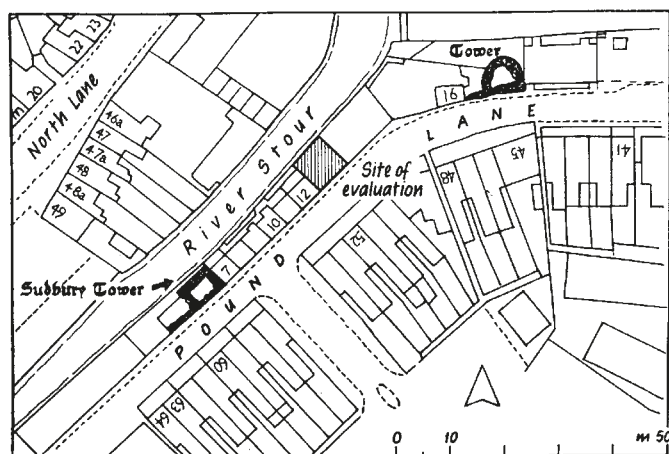 22
23
20
North Lane
46a
47
47a
48
48a
49
River Stour
Tower
16
LANE
Site of
evaluation
12
10
7
Sudbury Tower
POUND
52
48
45
41
60
63
64
0 10 m 50